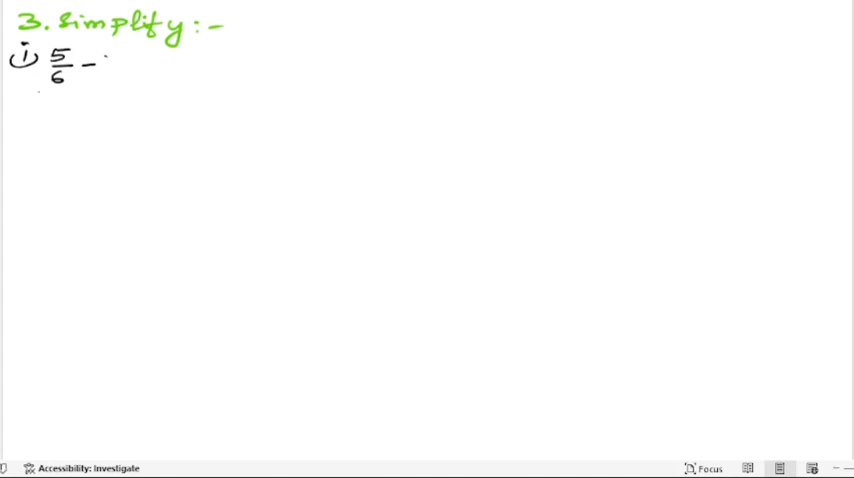 3. Simplify :-
(i) 5/6 -
Accessibility: Investigate Focus